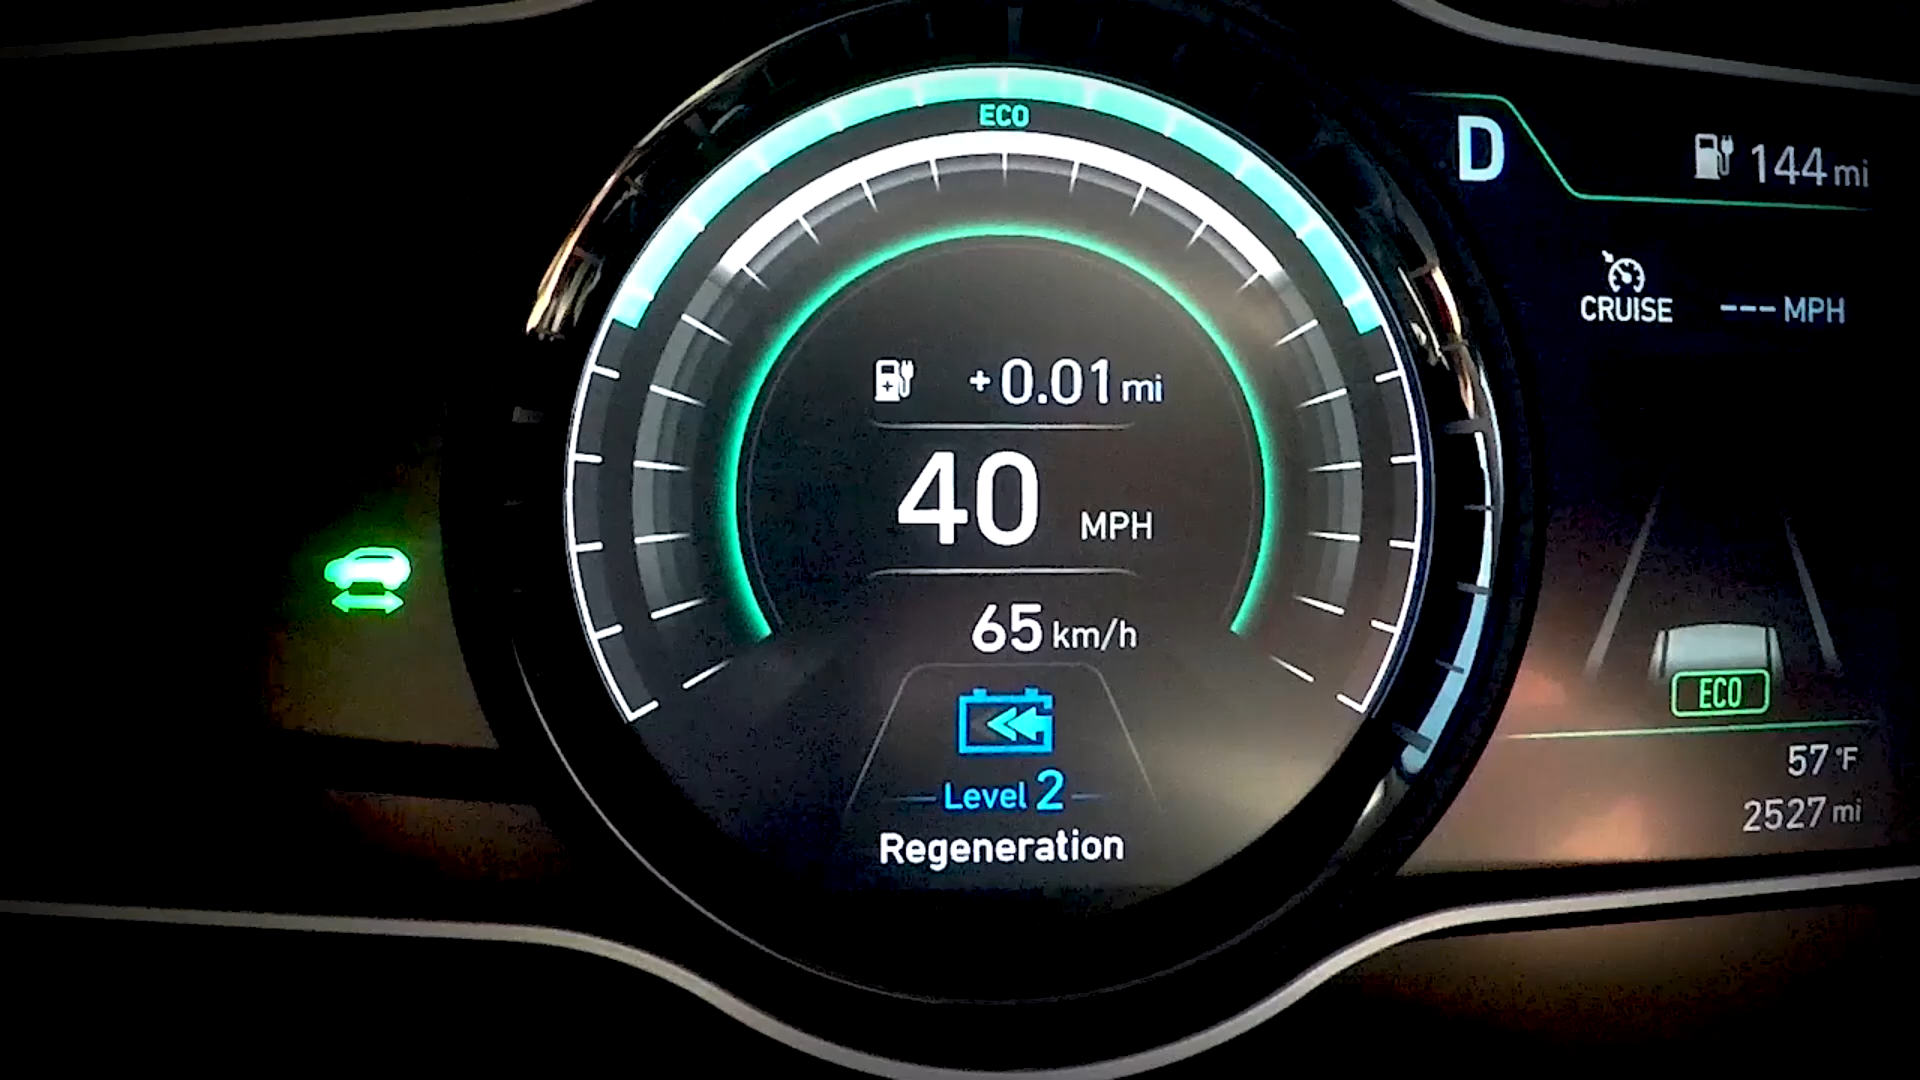 ECO
D
144 mi
CRUISE --- MPH
+0.01 mi
40 MPH
65 km/h
Level 2
Regeneration
ECO
57 °F
2527 mi